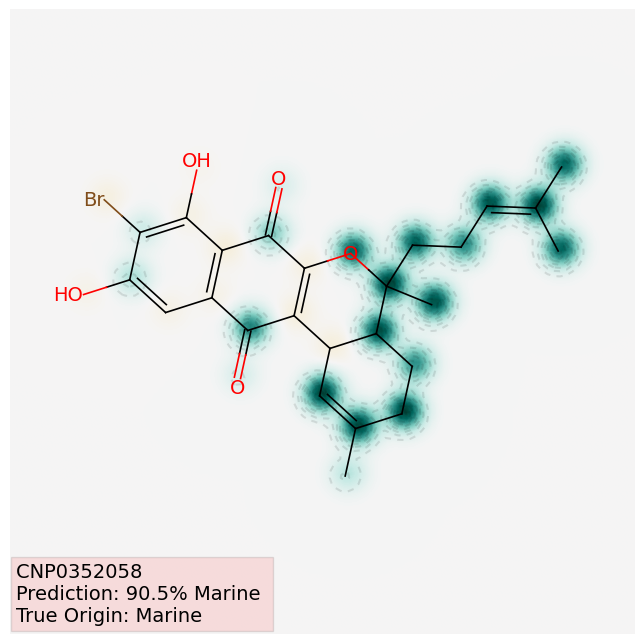 OH
O
Br
O
HO
O
CNP0352058
Prediction: 90.5% Marine
True Origin: Marine